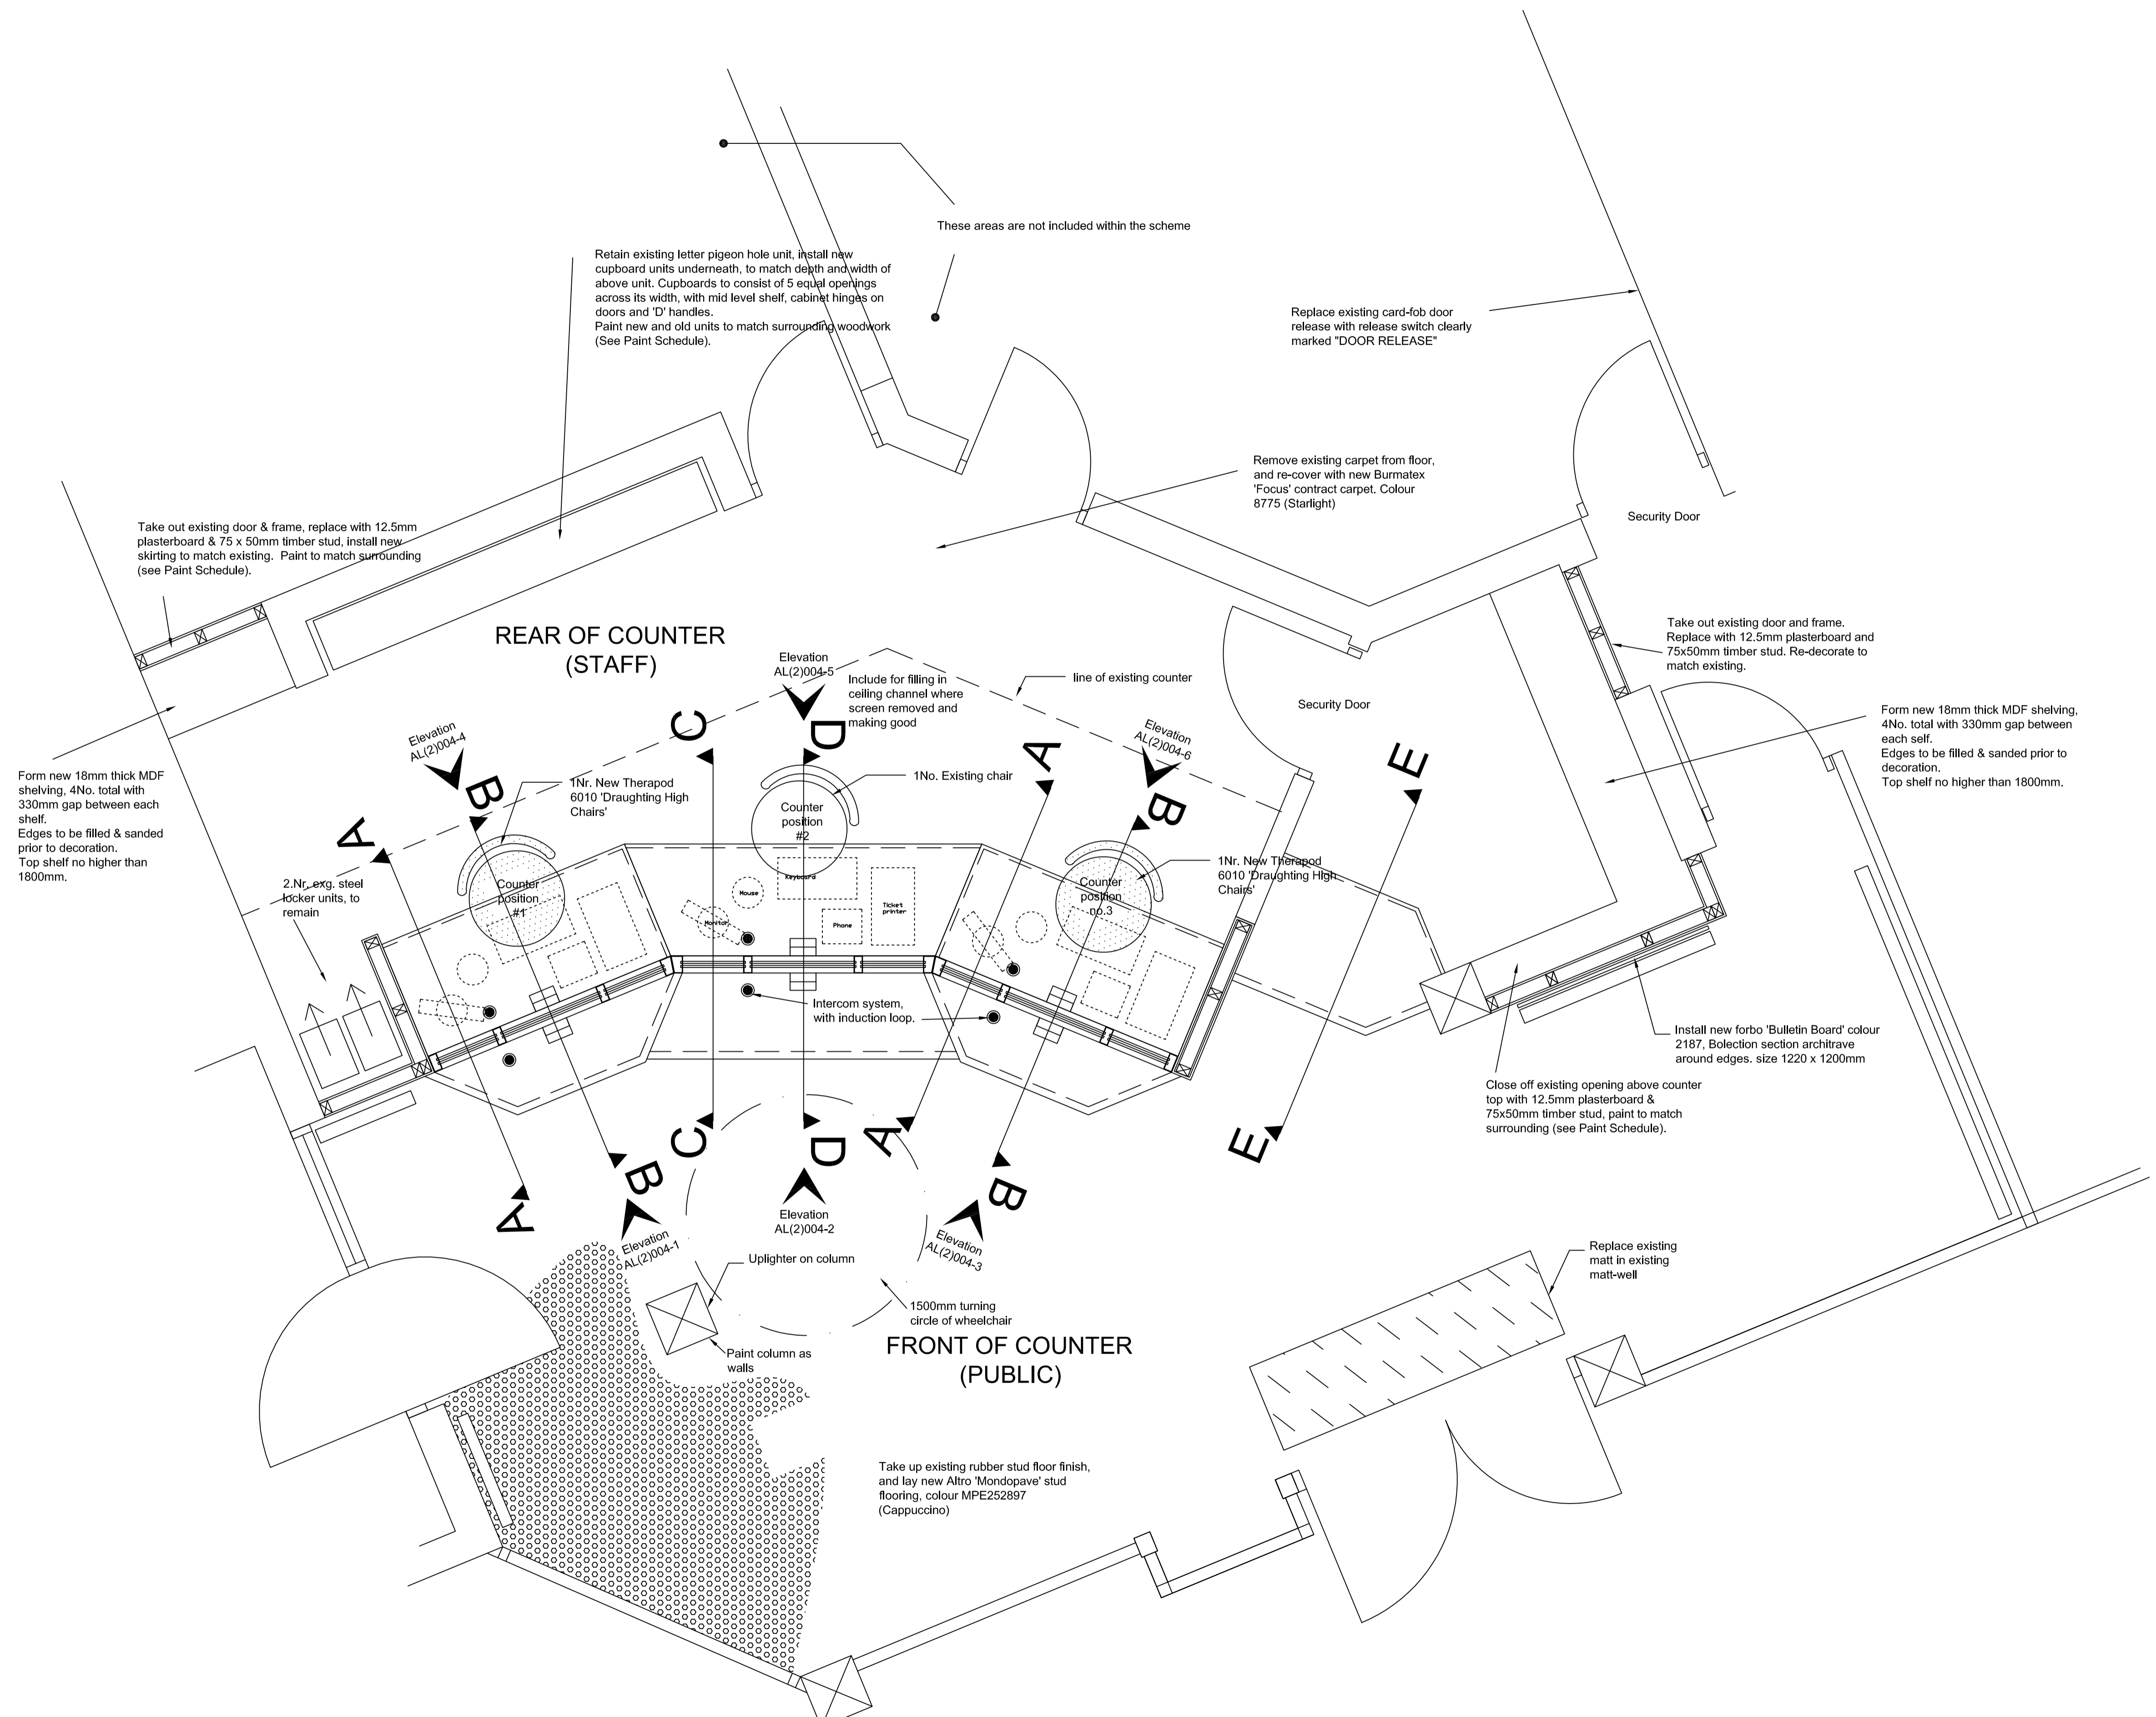 These areas are not included within the scheme
Retain existing letter pigeon hole unit, install new
cupboard units underneath, to match depth and width of
above unit. Cupboards to consist of 5 equal openings
across its width, with mid level shelf, cabinet hinges on
doors and 'D' handles.
Paint new and old units to match surrounding woodwork
(See Paint Schedule).
Replace existing card-fob door
release with release switch clearly
marked "DOOR RELEASE"
Remove existing carpet from floor,
and re-cover with new Burmatex
'Focus' contract carpet. Colour
8775 (Starlight)
Security Door
Take out existing door & frame, replace with 12.5mm
plasterboard & 75 x 50mm timber stud, install new
skirting to match existing.  Paint to match surrounding
(see Paint Schedule).
REAR OF COUNTER
(STAFF)
Take out existing door and frame.
Replace with 12.5mm plasterboard and
75x50mm timber stud. Re-decorate to
match existing.
Elevation
AL(2)004-5
Include for filling in
ceiling channel where
screen removed and
making good
line of existing counter
Security Door
Form new 18mm thick MDF shelving,
4No. total with 330mm gap between
each self.
Edges to be filled & sanded prior to
decoration.
Top shelf no higher than 1800mm.
Elevation
AL(2)004-4
C
D
A
Elevation
AL(2)004-6
E
Form new 18mm thick MDF
shelving, 4No. total with
330mm gap between each
shelf.
Edges to be filled & sanded
prior to decoration.
Top shelf no higher than
1800mm.
B
1Nr. New Therapod
6010 'Draughting High
Chairs'
1No. Existing chair
B
A
Counter
position
#2
1Nr. New Therapod
6010 'Draughting High
Chairs'
2.Nr. exg. steel
locker units, to
remain
Counter
position
#1
Keyboard
Mouse
Monitor
Phone
Ticket
printer
Counter
position
no.3
Intercom system,
with induction loop.
Install new forbo 'Bulletin Board' colour
2187, Bolection section architrave
around edges. size 1220 x 1200mm
Close off existing opening above counter
top with 12.5mm plasterboard &
75x50mm timber stud, paint to match
surrounding (see Paint Schedule).
C
D
A
E
B
B
A
Elevation
AL(2)004-1
Elevation
AL(2)004-2
Elevation
AL(2)004-3
Uplighter on column
Replace existing
matt in existing
matt-well
1500mm turning
circle of wheelchair
Paint column as
walls
FRONT OF COUNTER
(PUBLIC)
Take up existing rubber stud floor finish,
and lay new Altro 'Mondopave' stud
flooring, colour MPE252897
(Cappuccino)